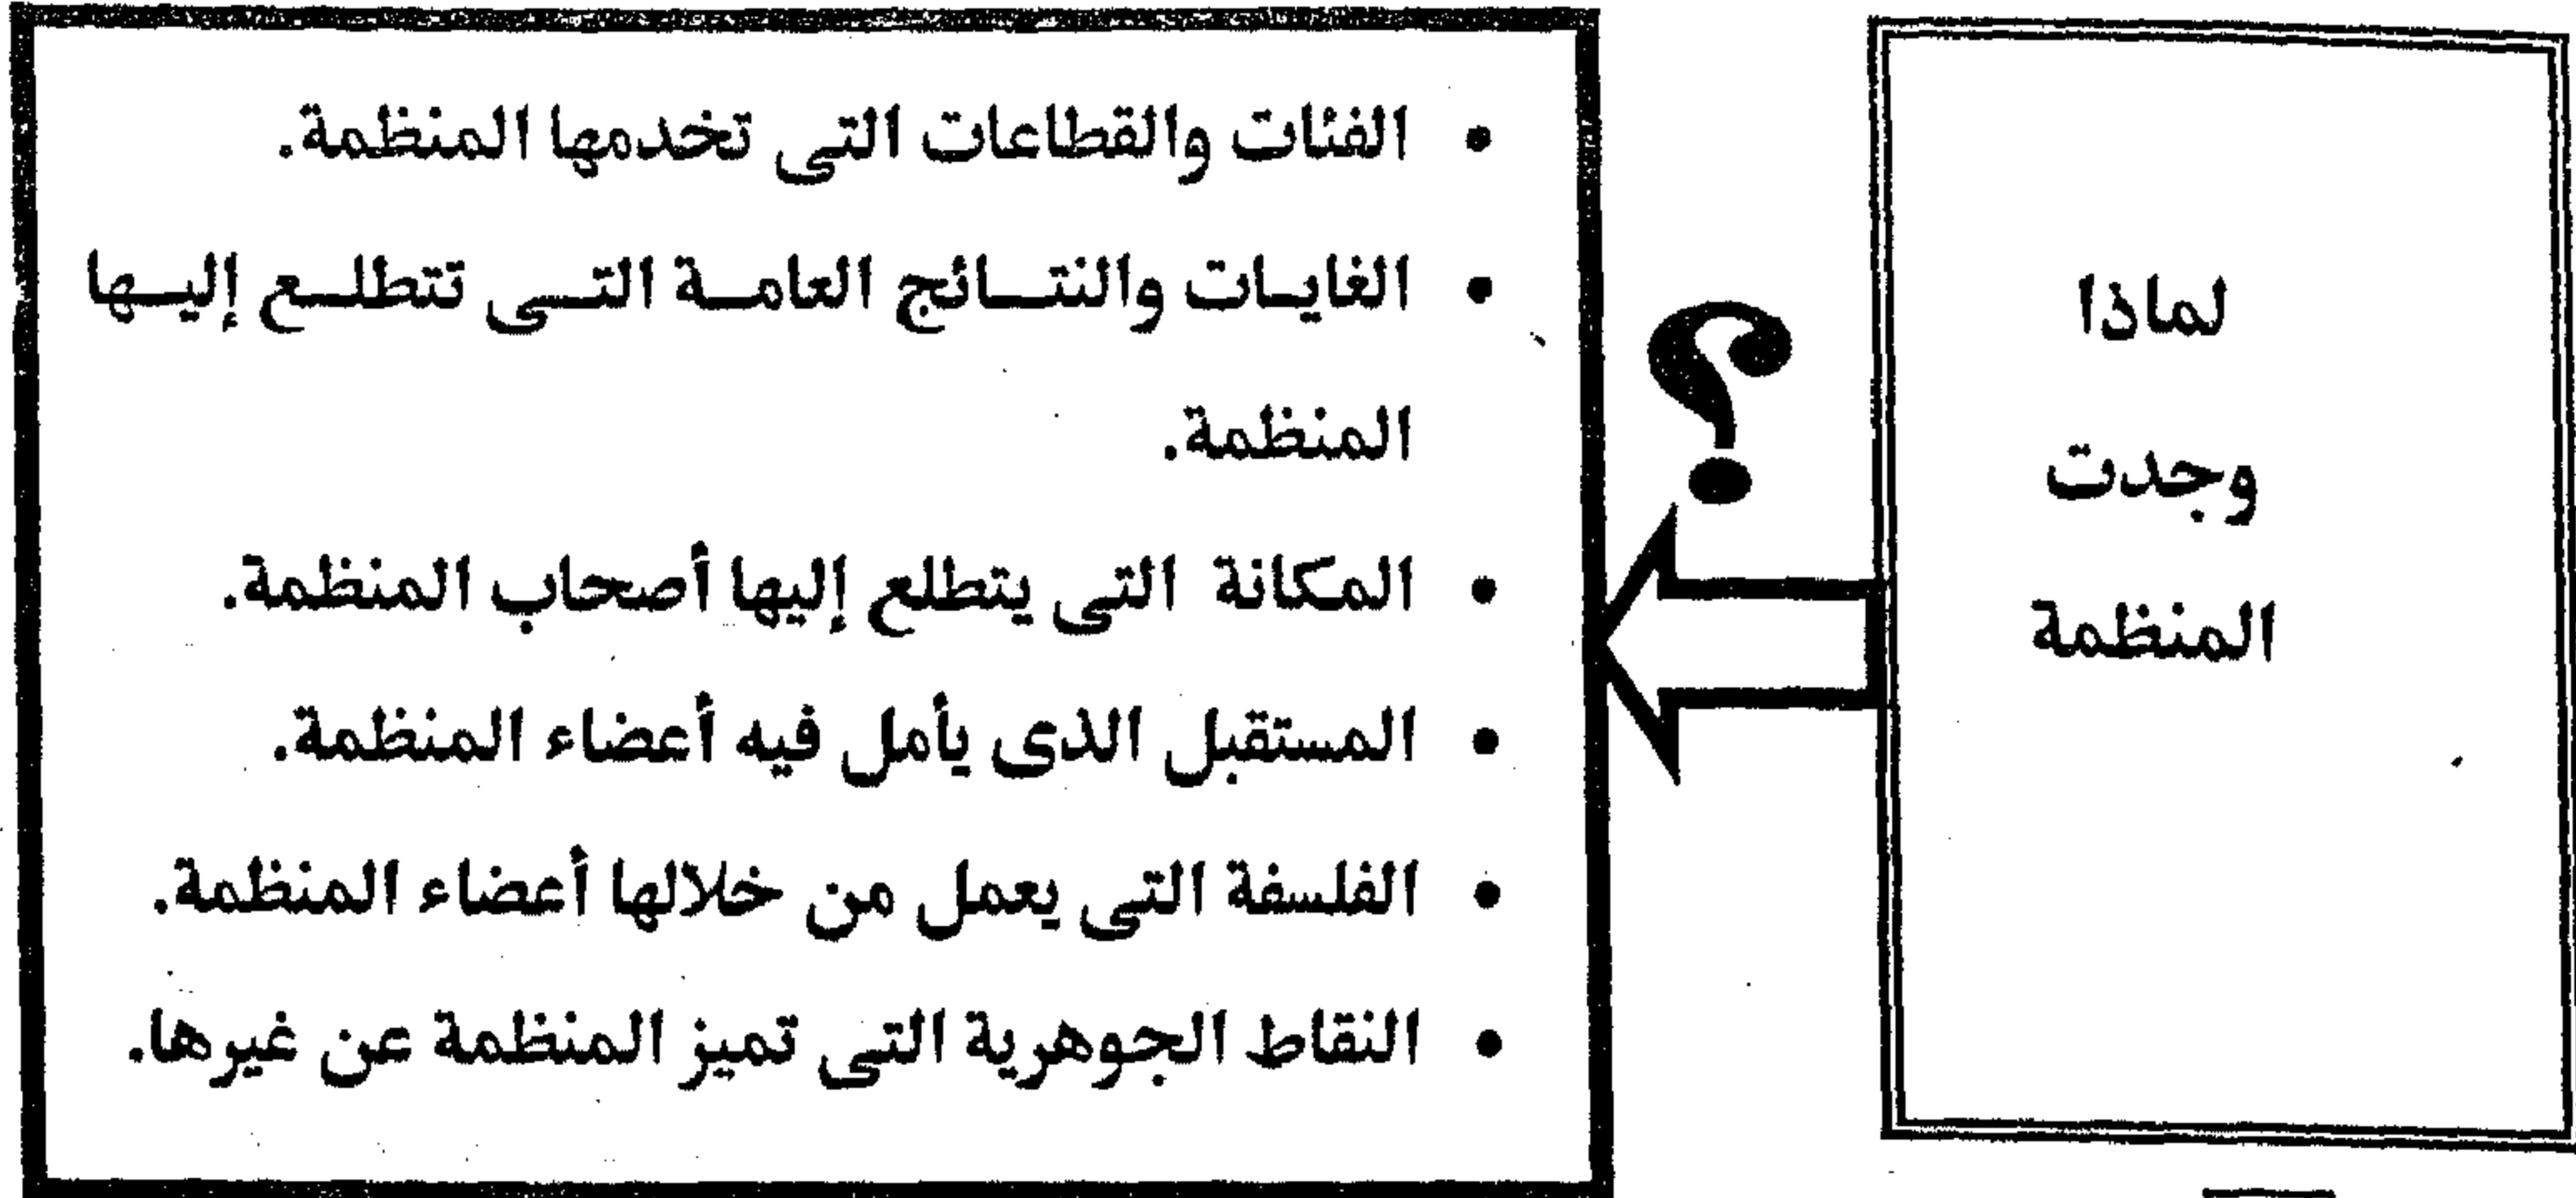 لماذا
وجدت
المنظمة
؟
• الفئات والقطاعات التى تخدمها المنظمة.
• الغايات والنتائج العامة التى تتطلع إليها
المنظمة.
• المكانة التى يتطلع إليها أصحاب المنظمة.
• المستقبل الذى يأمل فيه أعضاء المنظمة.
• الفلسفة التى يعمل من خلالها أعضاء المنظمة.
• النقاط الجوهرية التى تميز المنظمة عن غيرها.